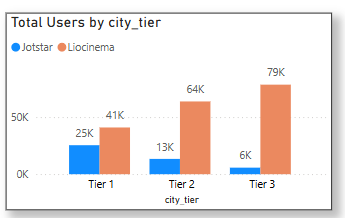 Total Users by city_tier
Jotstar Liocinema
79K
64K
50K
41K
25K
13K
6K
0K
Tier 1 Tier 2 Tier 3
city_tier